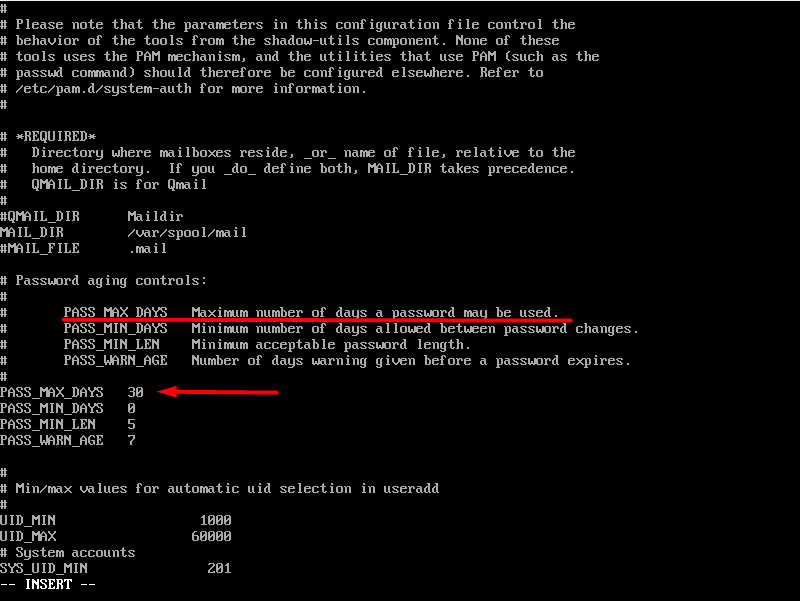 #
# Please note that the parameters in this configuration file control the
# behavior of the tools from the shadow-utils component. None of these
# tools uses the PAM mechanism, and the utilities that use PAM (such as the
# passwd command) should therefore be configured elsewhere. Refer to
# /etc/pam.d/system-auth for more information.
#

# *REQUIRED*
#   Directory where mailboxes reside, _or_ name of file, relative to the
#   home directory.  If you _do_ define both, MAIL_DIR takes precedence.
#   QMAIL_DIR is for Qmail
#
#QMAIL_DIR      Maildir
MAIL_DIR        /var/spool/mail
#MAIL_FILE      .mail

# Password aging controls:
#
#       PASS_MAX_DAYS   Maximum number of days a password may be used.
#       PASS_MIN_DAYS   Minimum number of days allowed between password changes.
#       PASS_MIN_LEN    Minimum acceptable password length.
#       PASS_WARN_AGE   Number of days warning given before a password expires.
#
PASS_MAX_DAYS   30
PASS_MIN_DAYS   0
PASS_MIN_LEN    5
PASS_WARN_AGE   7

#
# Min/max values for automatic uid selection in useradd
#
UID_MIN                  1000
UID_MAX                 60000
# System accounts
SYS_UID_MIN               201
-- INSERT --